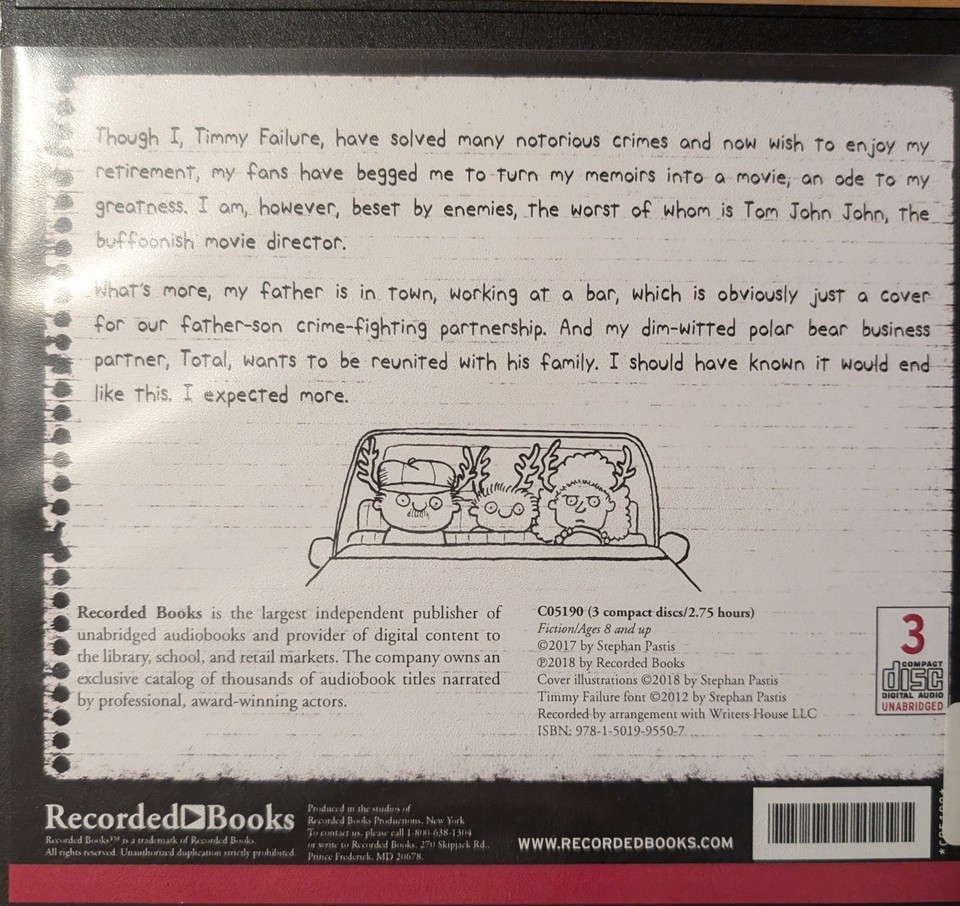 Though I, Timmy Failure, have solved many notorious crimes and now wish to enjoy my
retirement, my fans have begged me to turn my memoirs into a movie; an ode to my
greatness. I am, however, beset by enemies, the worst of whom is Tom John John, the
buffoonish movie director.
What's more, my father is in town, working at a bar, which is obviously just a cover
for our father-son crime-fighting partnership. And my dim-witted polar bear business
partner, Total, wants to be reunited with his family. I should have known it would end
like this. I expected more.
Recorded Books is the largest independent publisher of
unabridged audiobooks and provider of digital content to
the library, school, and retail markets. The company owns an
exclusive catalog of thousands of audiobook titles narrated
by professional, award-winning actors.
C05190 (3 compact discs/2.75 hours)
Fiction/Ages 8 and up
©2017 by Stephan Pastis
℗2018 by Recorded Books
Cover illustrations ©2018 by Stephan Pastis
Timmy Failure font ©2012 by Stephan Pastis
Recorded by arrangement with Writers House LLC
ISBN: 978-1-5019-9550-7
3
COMPACT
disc
DIGITAL AUDIO
UNABRIDGED
Recorded Books
Recorded Books™ is a trademark of Recorded Books.
All rights reserved. Unauthorized duplication strictly prohibited.
Produced in the studios of
Recorded Books Productions, New York
To contact us, please call 1-800-638-1304
or write to Recorded Books, 270 Skipjack Rd.,
Prince Frederick, MD 20678.
WWW.RECORDEDBOOKS.COM